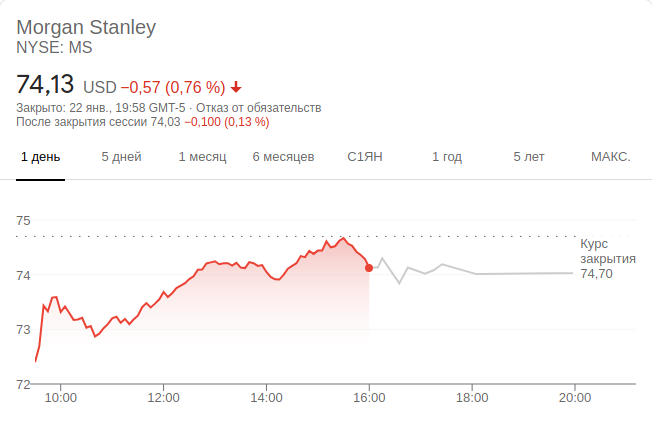 Morgan Stanley
NYSE: MS
74,13 USD −0,57 (0,76 %)
Закрыто: 22 янв., 19:58 GMT-5 · Отказ от обязательств
После закрытия сессии 74,03 −0,100 (0,13 %)
1 день 5 дней 1 месяц 6 месяцев С1ЯН 1 год 5 лет МАКС.
75
Курс
закрытия
74,70
74
73
72
10:00 12:00 14:00 16:00 18:00 20:00